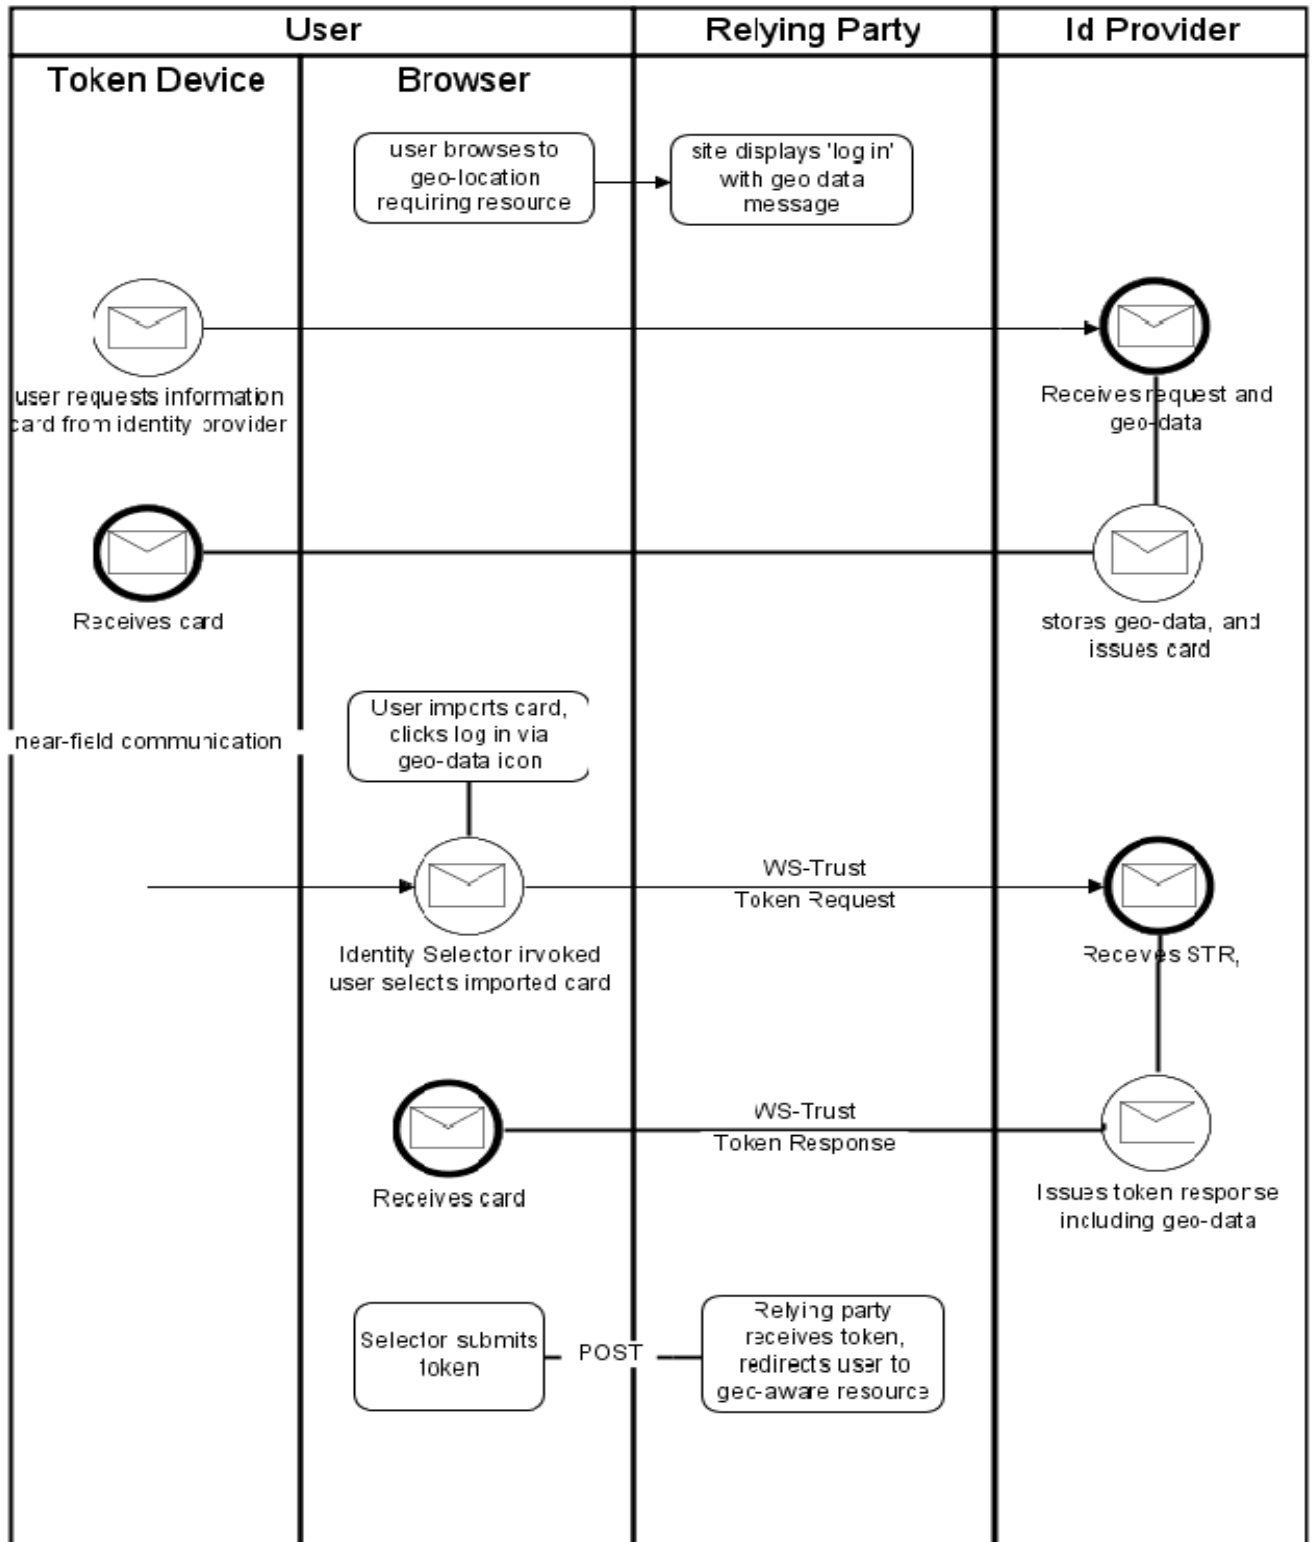 User
Relying Party
Id Provider
Token Device
Browser
user browses to
geo-location
requiring resource
site displays 'log in'
with geo data
message
user requests information
card from identity provider
Receives request and
geo-data
Receives card
stores geo-data, and
issues card
near-field communication
User imports card,
clicks log in via
geo-data icon
WS-Trust
Token Request
Identity Selector invoked
user selects imported card
Receives STR,
WS-Trust
Token Response
Receives card
Issues token response
including geo-data
Selector submits
token
POST
Relying party
receives token,
redirects user to
geo-aware resource